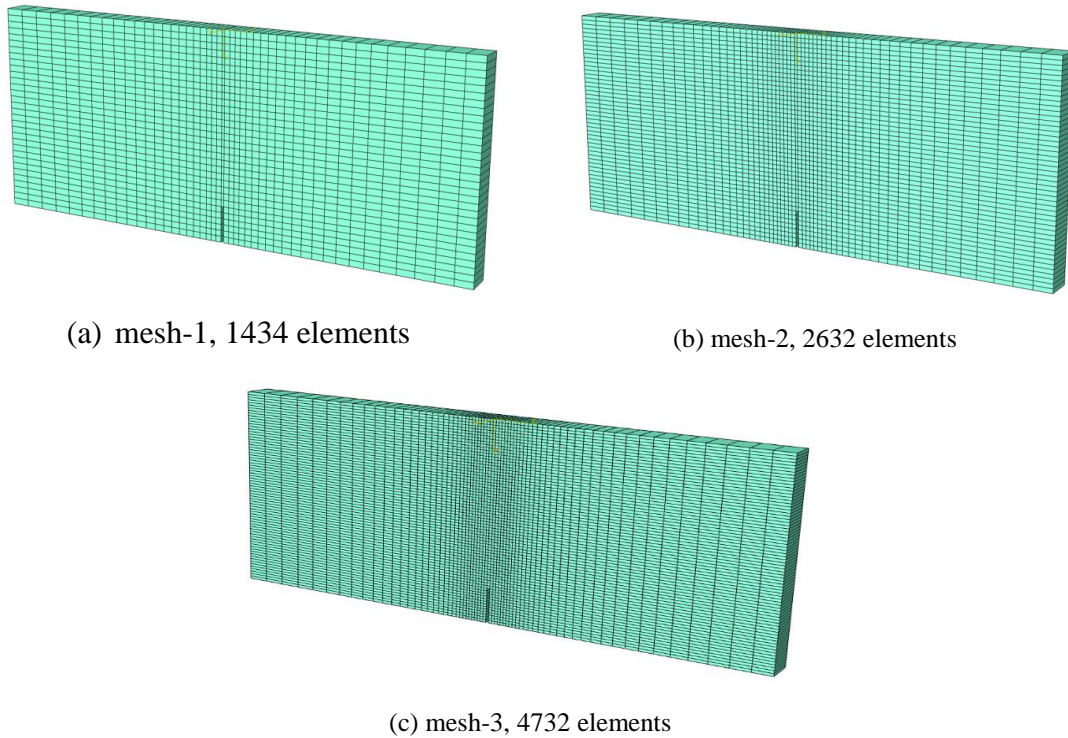 (a) mesh-1, 1434 elements
(b) mesh-2, 2632 elements
(c) mesh-3, 4732 elements